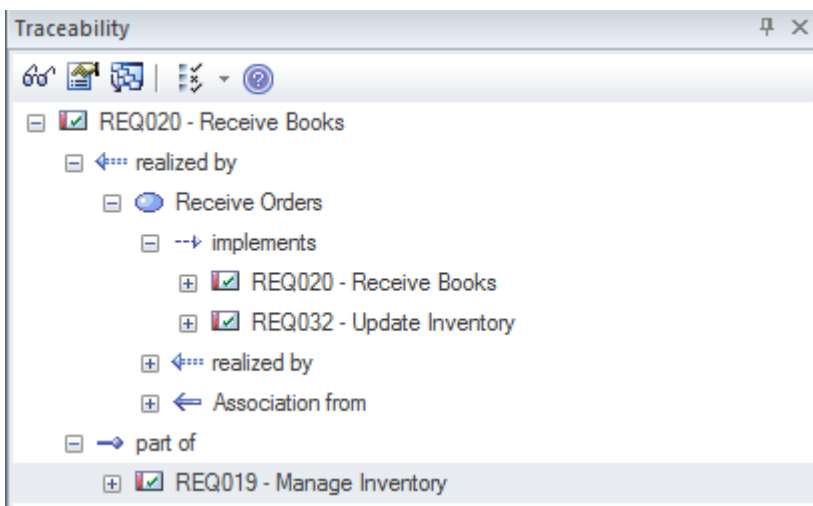 Traceability
REQ020 - Receive Books
realized by
Receive Orders
implements
REQ020 - Receive Books
REQ032 - Update Inventory
realized by
Association from
part of
REQ019 - Manage Inventory